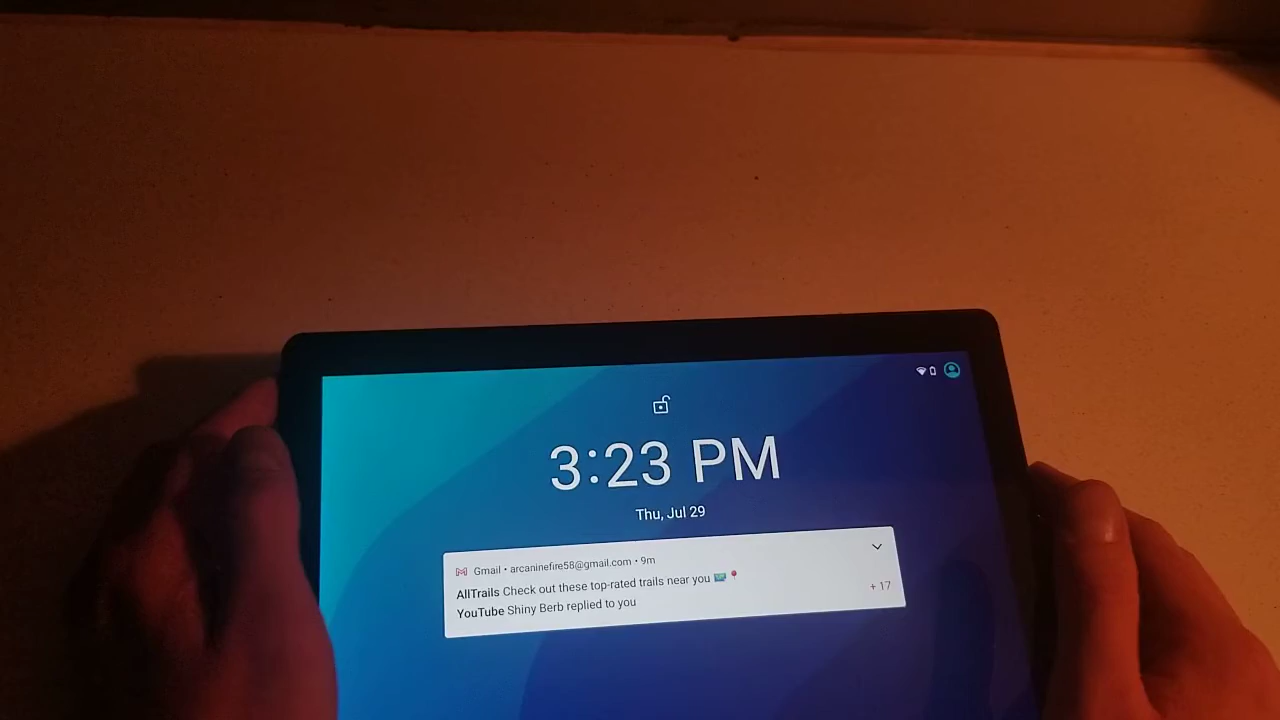 3:23 PM
Thu, Jul 29
Gmail • arcaninefire58@gmail.com • 9m
AllTrails Check out these top-rated trails near you 🗺️📍
YouTube Shiny Berb replied to you
+ 17